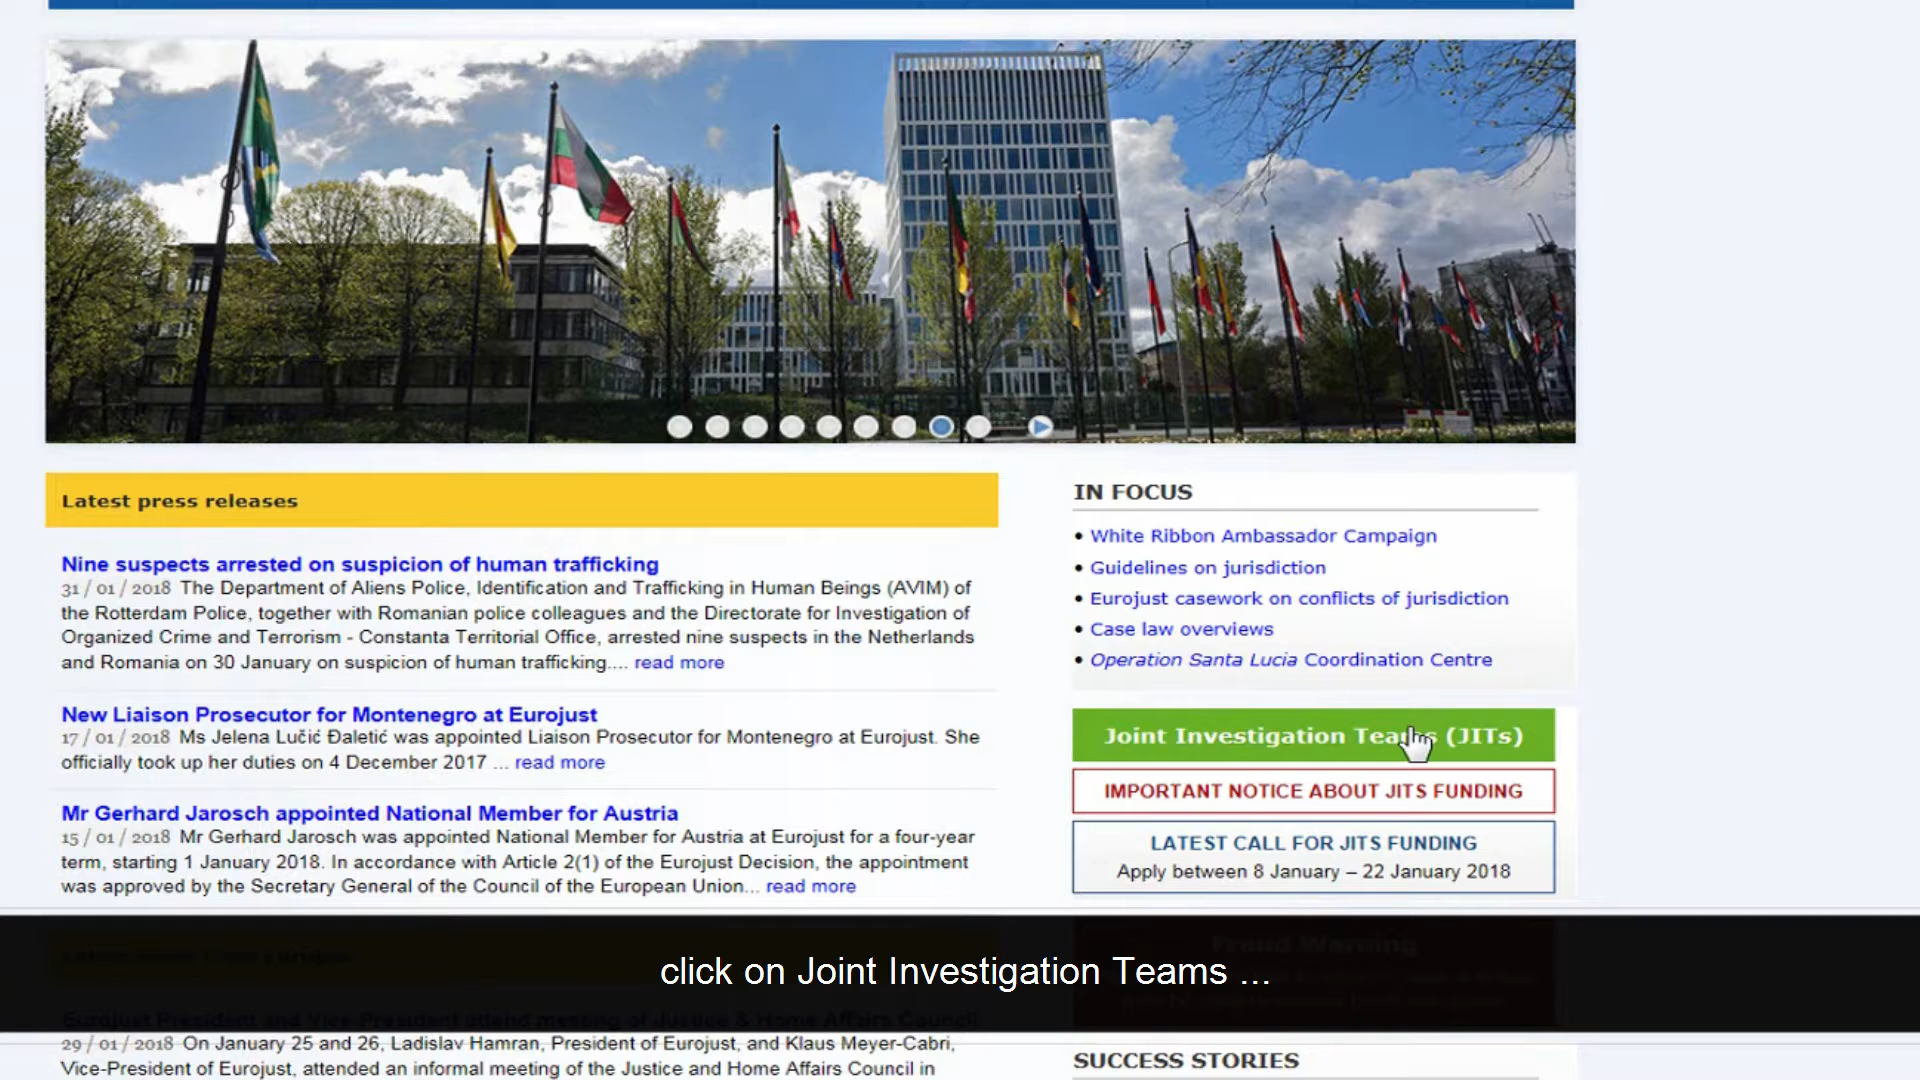 Latest press releases
Nine suspects arrested on suspicion of human trafficking
31 / 01 / 2018 The Department of Aliens Police, Identification and Trafficking in Human Beings (AVIM) of
the Rotterdam Police, together with Romanian police colleagues and the Directorate for Investigation of
Organized Crime and Terrorism - Constanta Territorial Office, arrested nine suspects in the Netherlands
and Romania on 30 January on suspicion of human trafficking.... read more
New Liaison Prosecutor for Montenegro at Eurojust
17 / 01 / 2018 Ms Jelena Lučić Đaletić was appointed Liaison Prosecutor for Montenegro at Eurojust. She
officially took up her duties on 4 December 2017 ... read more
Mr Gerhard Jarosch appointed National Member for Austria
15 / 01 / 2018 Mr Gerhard Jarosch was appointed National Member for Austria at Eurojust for a four-year
term, starting 1 January 2018. In accordance with Article 2(1) of the Eurojust Decision, the appointment
was approved by the Secretary General of the Council of the European Union... read more
IN FOCUS
• White Ribbon Ambassador Campaign
• Guidelines on jurisdiction
• Eurojust casework on conflicts of jurisdiction
• Case law overviews
• Operation Santa Lucia Coordination Centre
Joint Investigation Teams (JITs)
IMPORTANT NOTICE ABOUT JITS FUNDING
LATEST CALL FOR JITS FUNDING
Apply between 8 January – 22 January 2018
Fraud Warning
click on Joint Investigation Teams ...
Eurojust President and Vice-President attend meeting of Justice & Home Affairs Council
29 / 01 / 2018 On January 25 and 26, Ladislav Hamran, President of Eurojust, and Klaus Meyer-Cabri,
Vice-President of Eurojust, attended an informal meeting of the Justice and Home Affairs Council in
SUCCESS STORIES